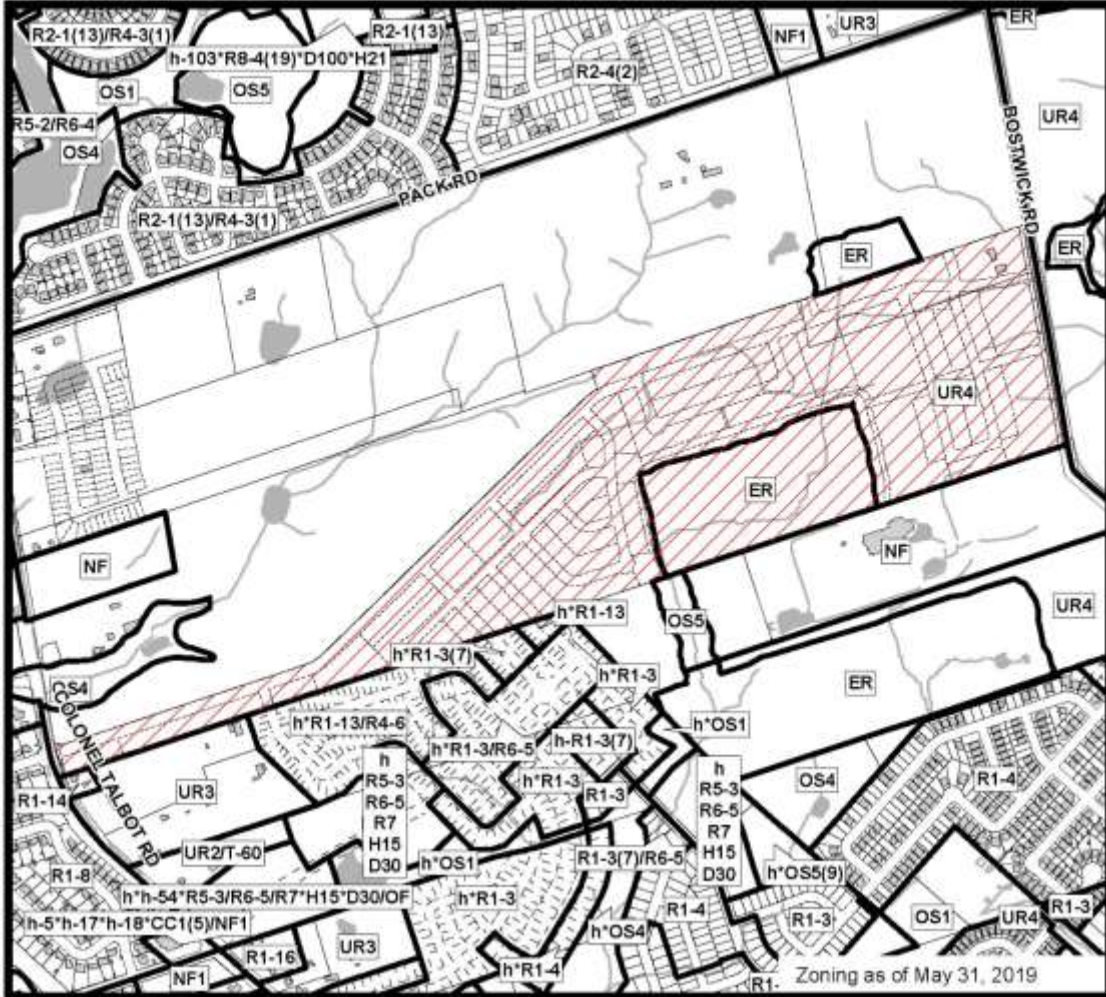 ER
R2-1(13)/R4-3(1)
R2-1(13)
NF1
UR3
h-103*R8-4(19)*D100*H21
R2-4(2)
OS1
OS5
UR4
R5-2/R6-4
OS4
BOSTWICK RD
PACK RD
R2-1(13)/R4-3(1)
ER
ER
UR4
ER
NF
NF
h*R1-13
OS5
UR4
h*R1-3(7)
h*R1-3
ER
OS4
h*R1-13/R4-6
h*OS1
h*R1-3/R6-5
h-R1-3(7)
COLONEL TALBOT RD
h
R5-3
R6-5
R7
H15
D30
h*R1-3
R1-3
h
R5-3
R6-5
R7
H15
D30
OS4
R1-4
R1-14
UR3
UR2/T-60
h*OS1
R1-3(7)/R6-5
h*OS5(9)
R1-8
h*h-54*R5-3/R6-5/R7*H15*D30/OF
h*R1-3
R1-4
R1-3
OS1
UR4
R1-3
h-5*h-17*h-18*CC1(5)/NF1
h*OS4
R1-16
UR3
NF1
h*R1-4
R1-
Zoning as of May 31, 2019